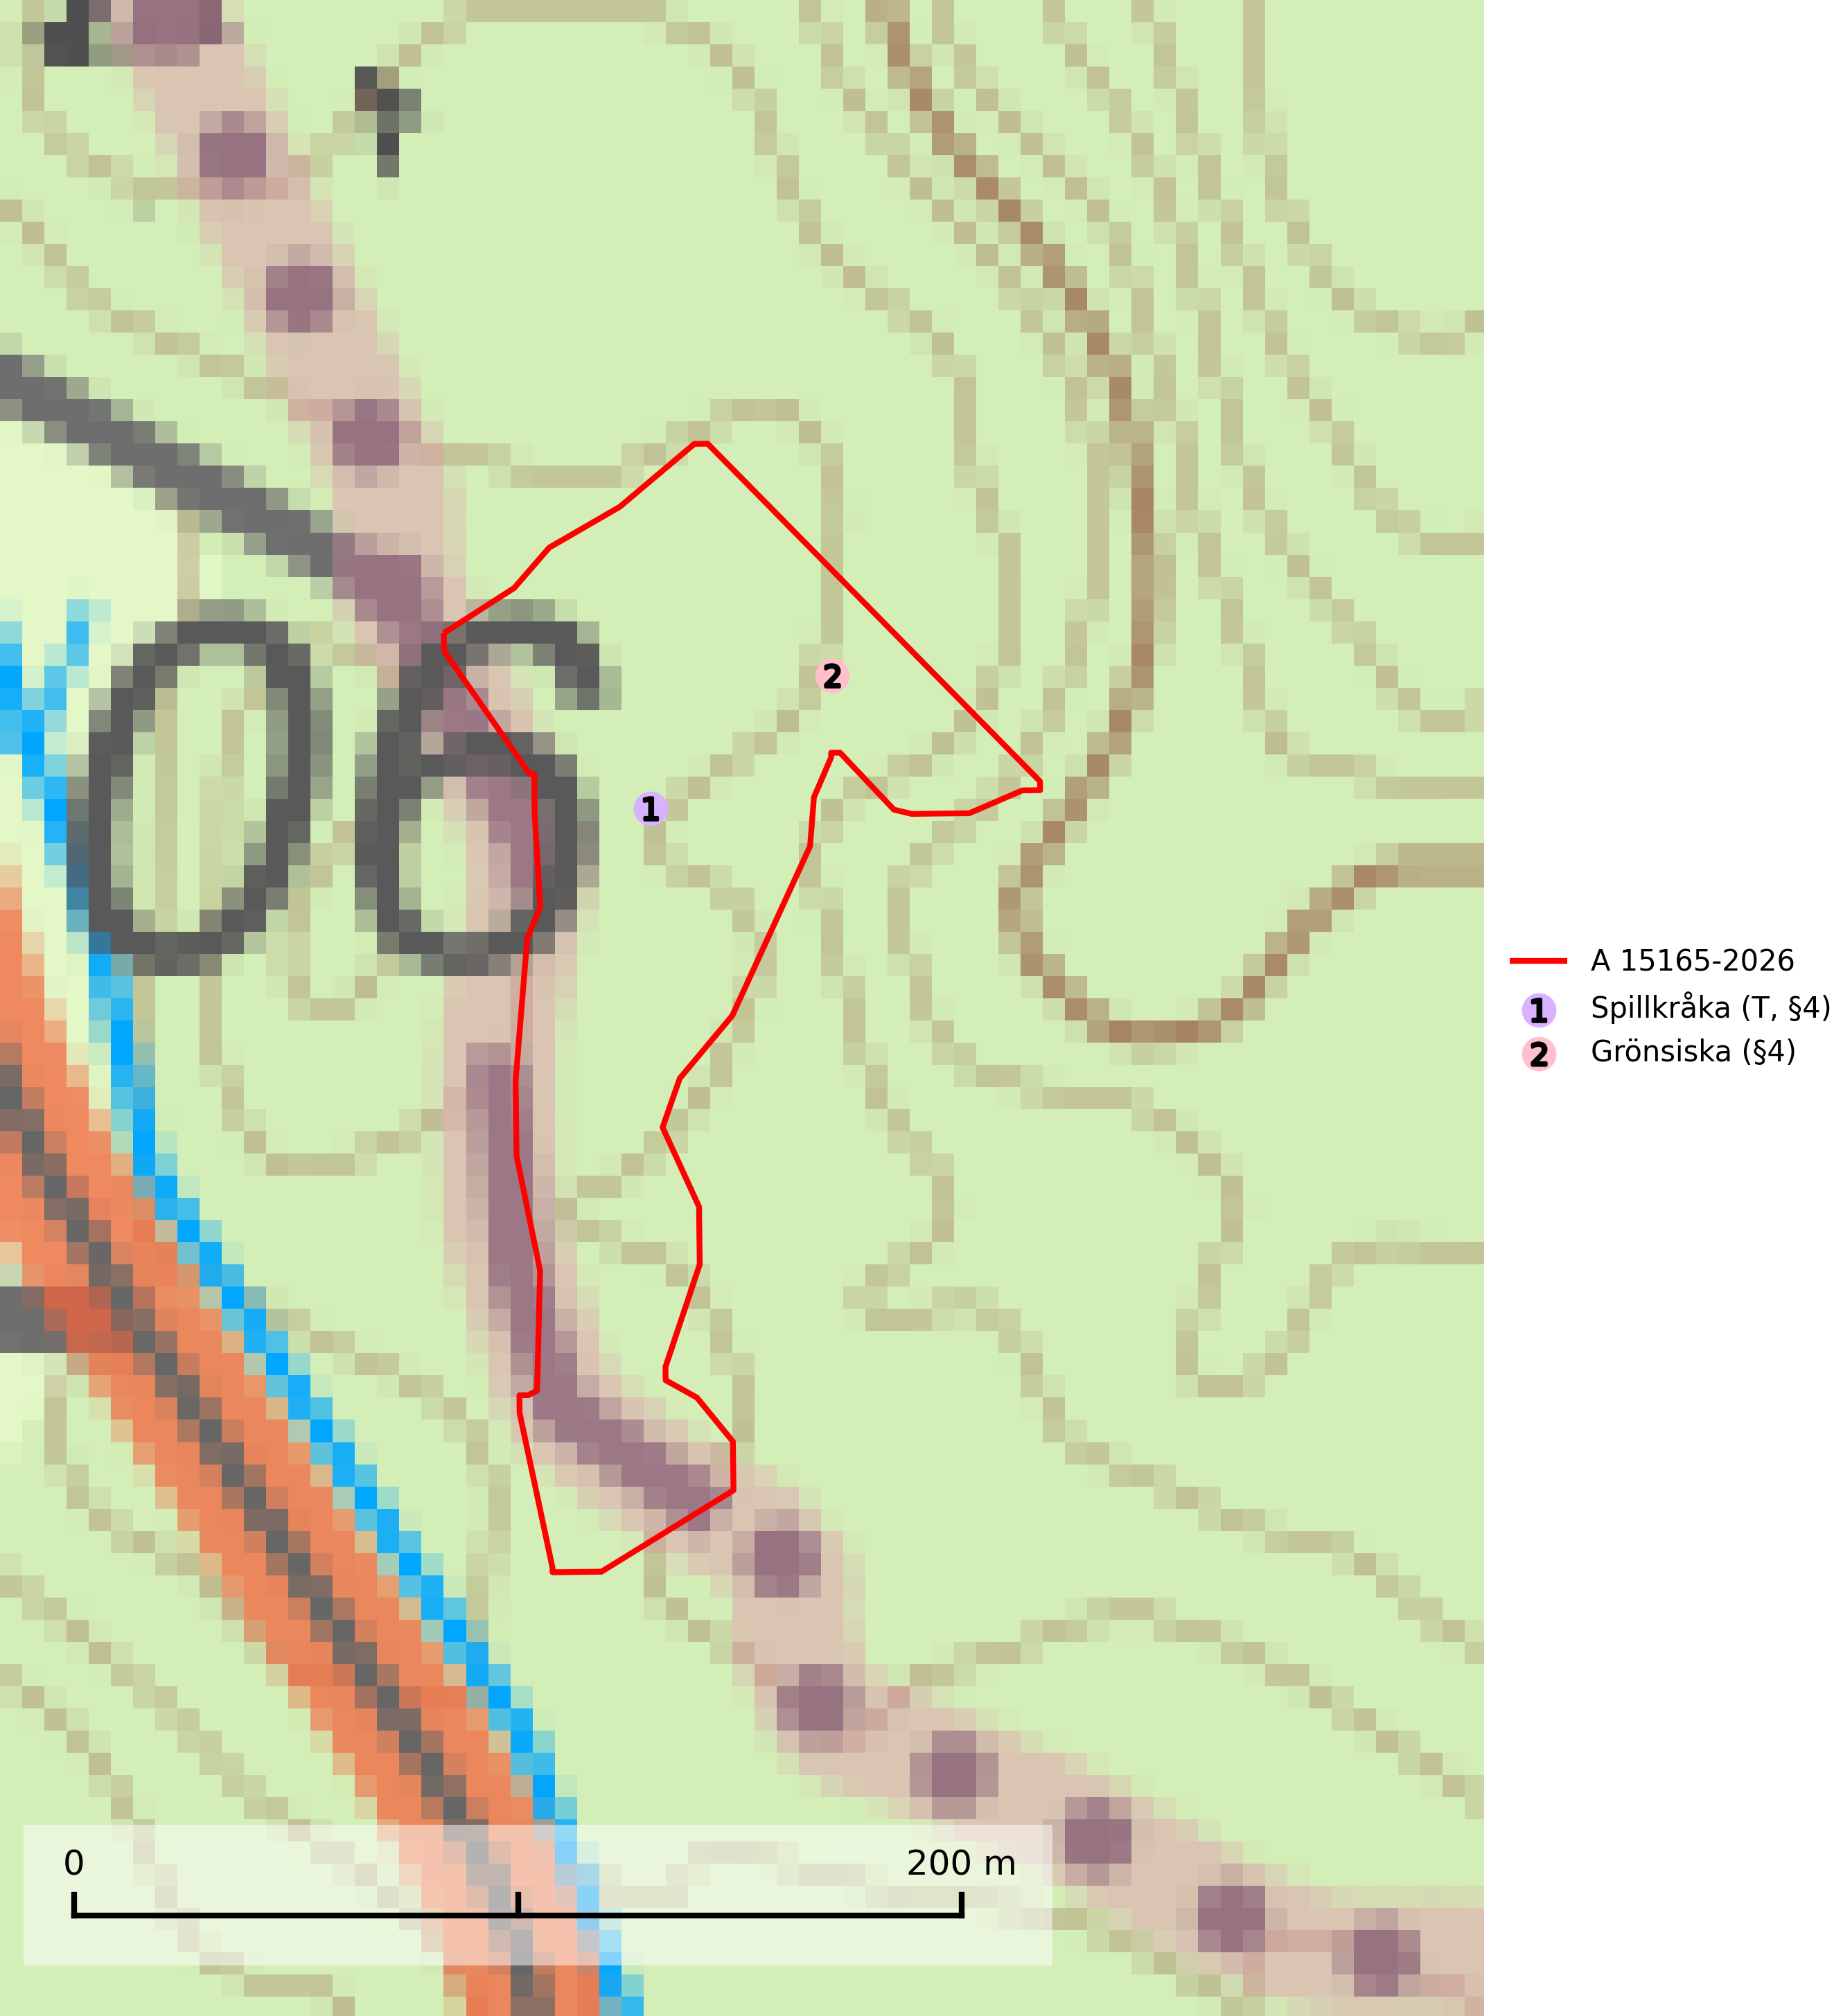 06
2
1
A 15165-2026
1 Spillkråka (T, §4)
2 Grönsiska (§4)
0 200 m